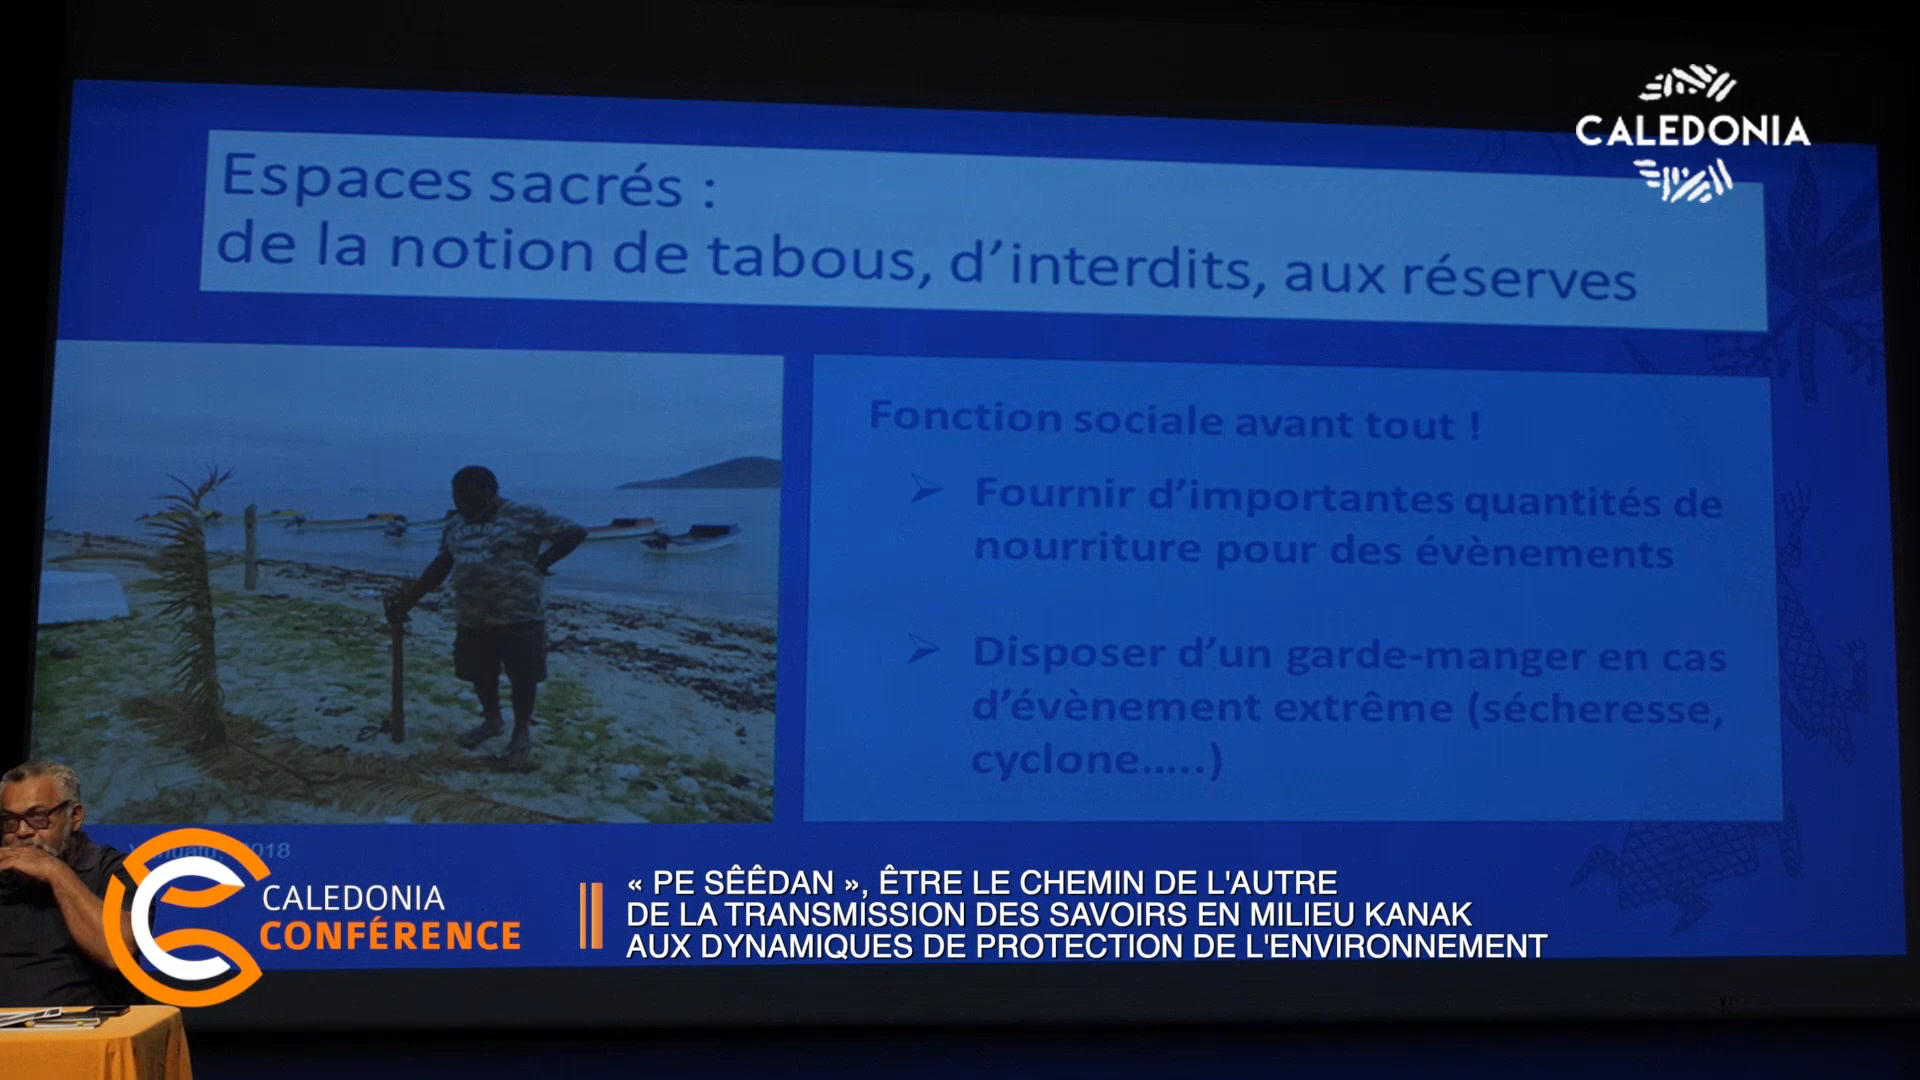 CALEDONIA
Espaces sacrés :
de la notion de tabous, d'interdits, aux réserves
Fonction sociale avant tout !
➢ Fournir d'importantes quantités de
nourriture pour des évènements
➢ Disposer d'un garde-manger en cas
d'évènement extrême (sécheresse,
cyclone.....)
CALEDONIA
CONFÉRENCE
« PE SÊÊDAN », ÊTRE LE CHEMIN DE L'AUTRE
DE LA TRANSMISSION DES SAVOIRS EN MILIEU KANAK
AUX DYNAMIQUES DE PROTECTION DE L'ENVIRONNEMENT